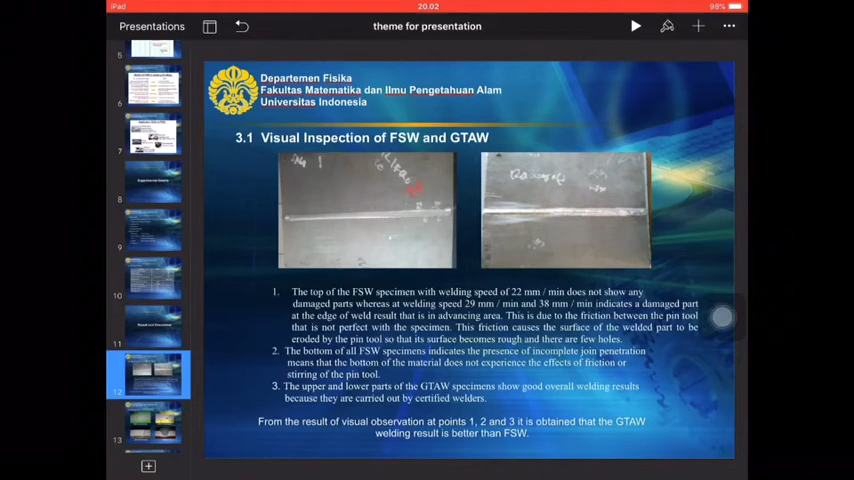 iPad
20.02
98%
Presentations
theme for presentation
5
6
7
8
9
10
11
12
13
Departemen Fisika
Fakultas Matematika dan Ilmu Pengetahuan Alam
Universitas Indonesia
3.1 Visual Inspection of FSW and GTAW
1. The top of the FSW specimen with welding speed of 22 mm / min does not show any
damaged parts whereas at welding speed 29 mm / min and 38 mm / min indicates a damaged part
at the edge of weld result that is in advancing area. This is due to the friction between the pin tool
that is not perfect with the specimen. This friction causes the surface of the welded part to be
eroded by the pin tool so that its surface becomes rough and there are few holes.
2. The bottom of all FSW specimens indicates the presence of incomplete join penetration
means that the bottom of the material does not experience the effects of friction or
stirring of the pin tool.
3. The upper and lower parts of the GTAW specimens show good overall welding results
because they are carried out by certified welders.
From the result of visual observation at points 1, 2 and 3 it is obtained that the GTAW
welding result is better than FSW.